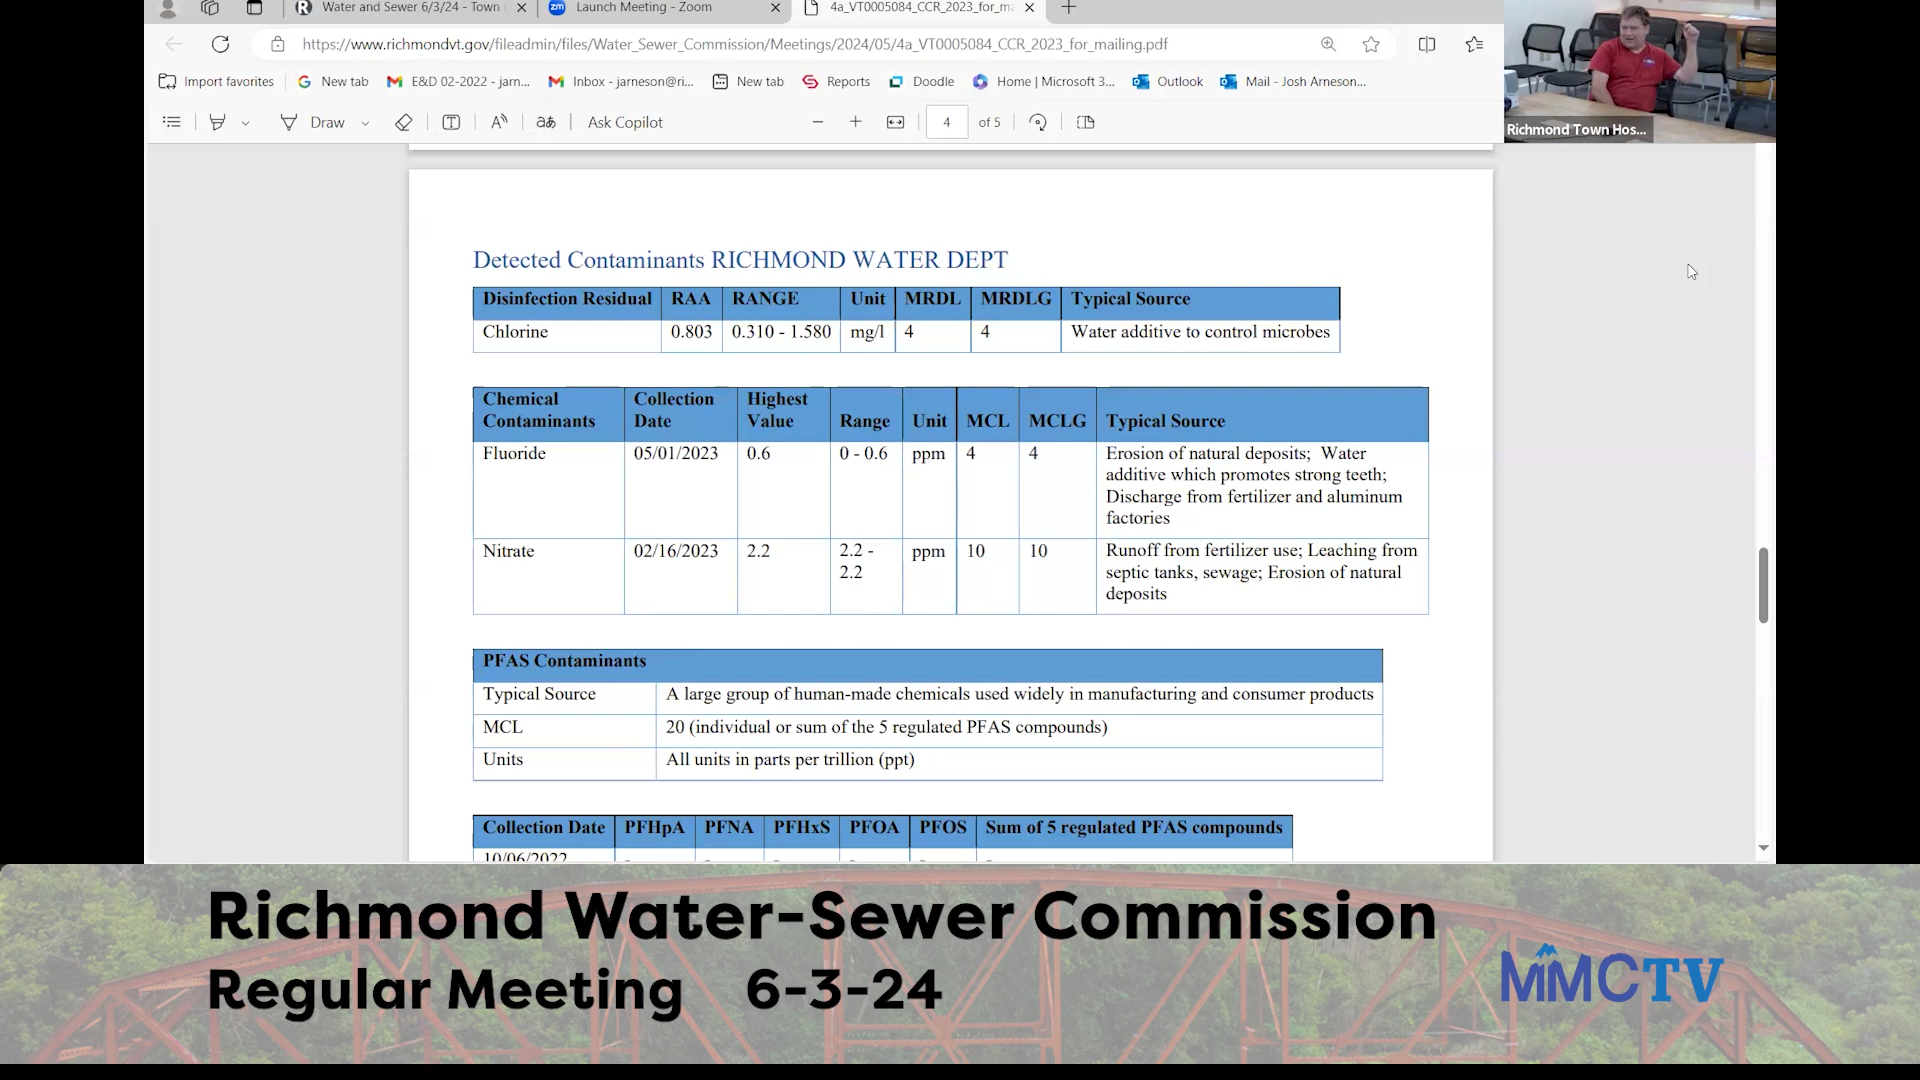 Water and Sewer 6/3/24 - Town
Launch Meeting - Zoom
4a_VT0005084_CCR_2023_for_ma
https://www.richmondvt.gov/fileadmin/files/Water_Sewer_Commission/Meetings/2024/05/4a_VT0005084_CCR_2023_for_mailing.pdf
Import favorites
New tab
E&D 02-2022 - jarn...
Inbox - jarneson@ri...
New tab
Reports
Doodle
Home | Microsoft 3...
Outlook
Mail - Josh Arneson...
Draw
Ask Copilot
4 of 5
Richmond Town Hos...
Detected Contaminants RICHMOND WATER DEPT
Disinfection Residual RAA RANGE Unit MRDL MRDLG Typical Source
Chlorine 0.803 0.310 - 1.580 mg/l 4 4 Water additive to control microbes
Chemical Contaminants Collection Date Highest Value Range Unit MCL MCLG Typical Source
Fluoride 05/01/2023 0.6 0 - 0.6 ppm 4 4 Erosion of natural deposits; Water
additive which promotes strong teeth;
Discharge from fertilizer and aluminum
factories
Nitrate 02/16/2023 2.2 2.2 - 2.2 ppm 10 10 Runoff from fertilizer use; Leaching from
septic tanks, sewage; Erosion of natural
deposits
PFAS Contaminants
Typical Source A large group of human-made chemicals used widely in manufacturing and consumer products
MCL 20 (individual or sum of the 5 regulated PFAS compounds)
Units All units in parts per trillion (ppt)
Collection Date PFHpA PFNA PFHxS PFOA PFOS Sum of 5 regulated PFAS compounds
10/06/2022 - - - - - -
Richmond Water-Sewer Commission
Regular Meeting 6-3-24
MMCTV